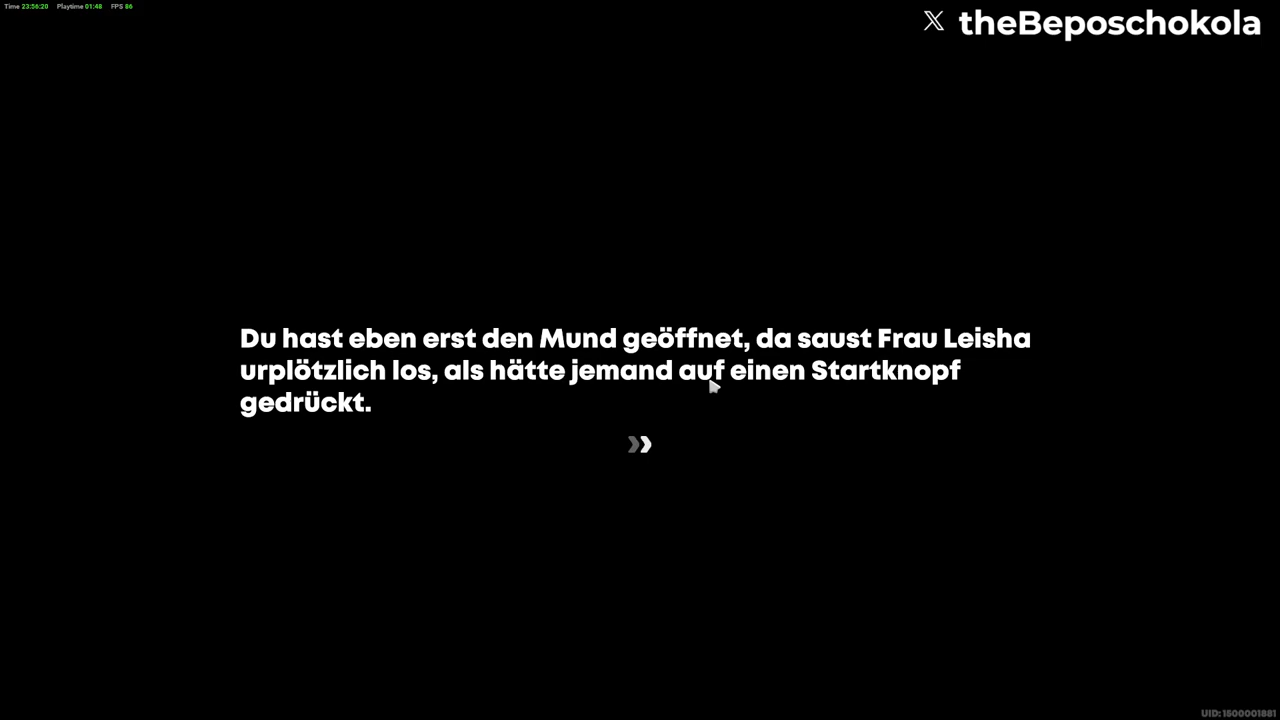 Time 23:56:20 Playtime 01:48 FPS 86
theBeposchokola
Du hast eben erst den Mund geöffnet, da saust Frau Leisha
urplötzlich los, als hätte jemand auf einen Startknopf
gedrückt.
UID: 1500001881